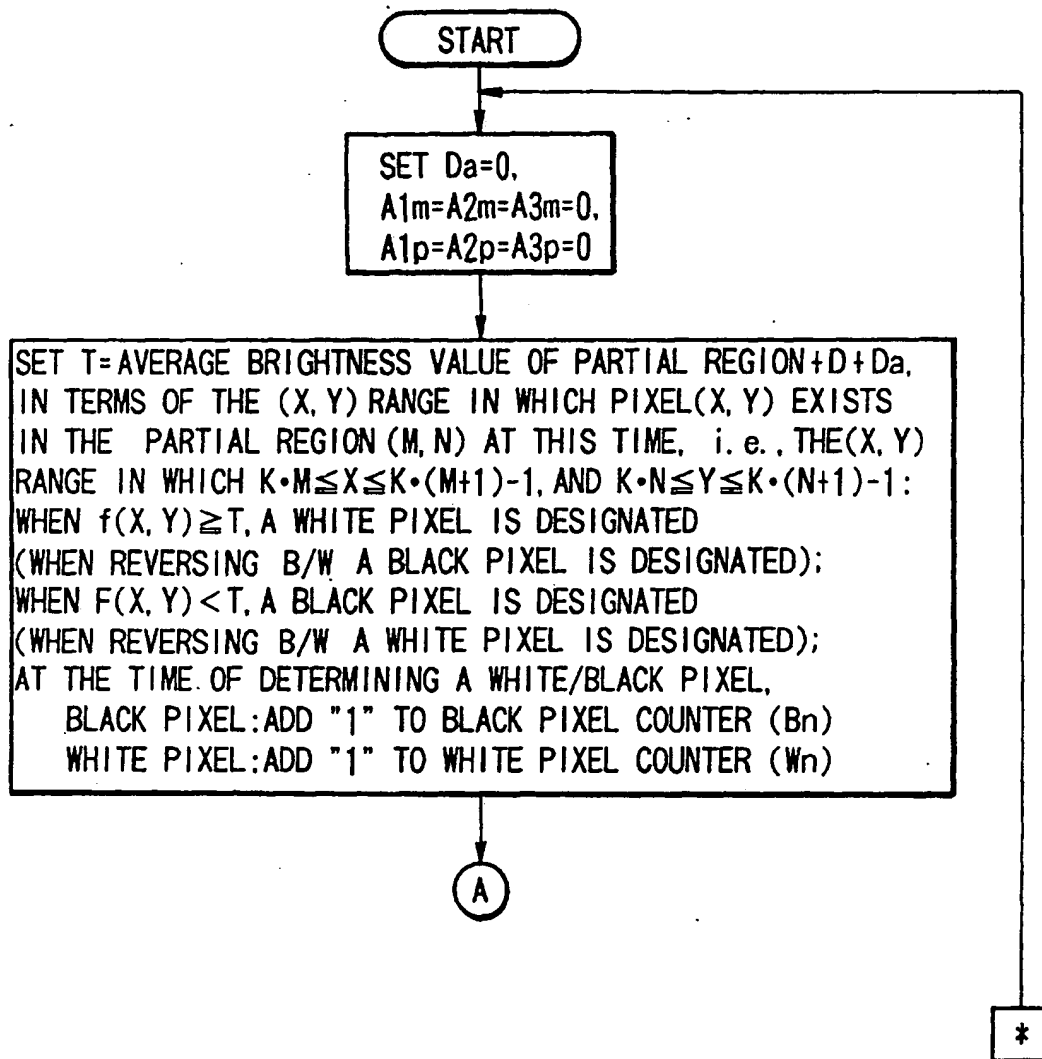 START
SET Da=0,
A1m=A2m=A3m=0,
A1p=A2p=A3p=0
SET T=AVERAGE BRIGHTNESS VALUE OF PARTIAL REGION+D+Da,
IN TERMS OF THE (X, Y) RANGE IN WHICH PIXEL(X, Y) EXISTS
IN THE PARTIAL REGION (M, N) AT THIS TIME, i. e., THE(X, Y)
RANGE IN WHICH K•M≦X≦K•(M+1)-1, AND K•N≦Y≦K•(N+1)-1:
WHEN f(X, Y)≧T, A WHITE PIXEL IS DESIGNATED
(WHEN REVERSING B/W A BLACK PIXEL IS DESIGNATED);
WHEN F(X, Y)<T, A BLACK PIXEL IS DESIGNATED
(WHEN REVERSING B/W A WHITE PIXEL IS DESIGNATED);
AT THE TIME OF DETERMINING A WHITE/BLACK PIXEL,
BLACK PIXEL:ADD "1" TO BLACK PIXEL COUNTER (Bn)
WHITE PIXEL:ADD "1" TO WHITE PIXEL COUNTER (Wn)
A
*